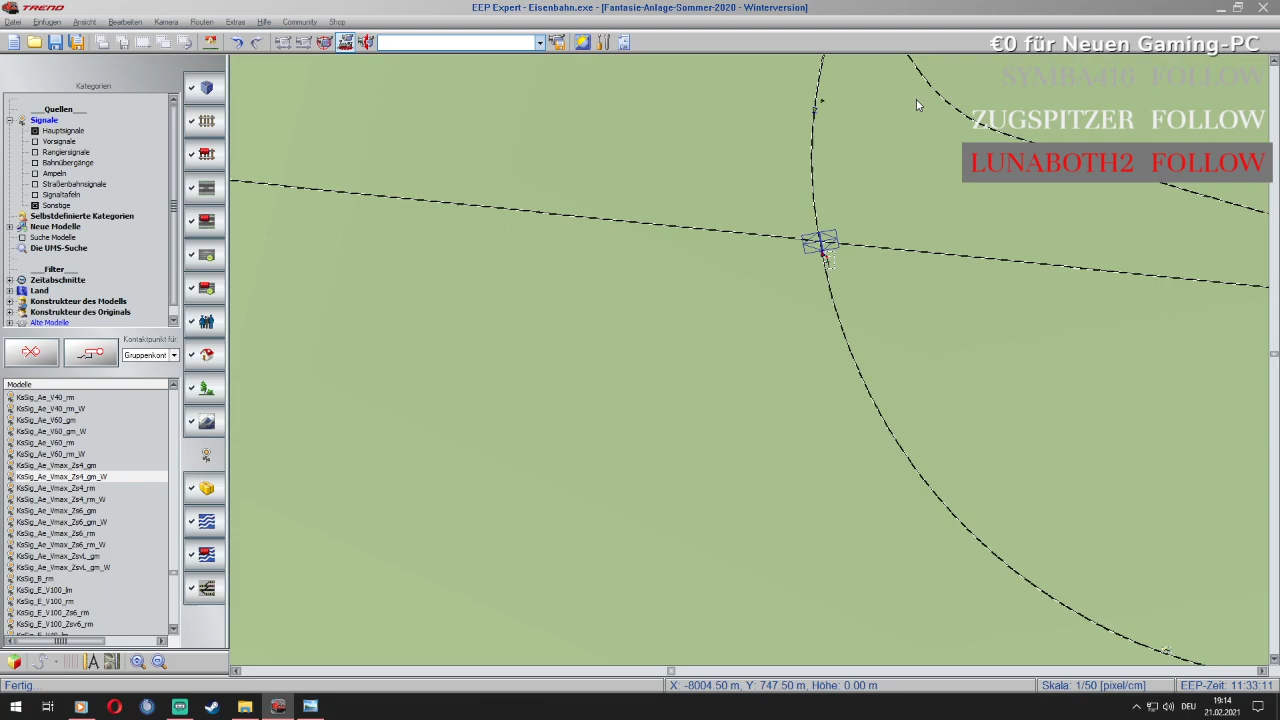 TREND
EEP Expert - Eisenbahn.exe - [Fantasie-Anlage-Sommer-2020 - Winterversion]
Datei Einfügen Ansicht Bearbeiten Kamera Routen Extras Hilfe Community Shop
€0 für Neuen Gaming-PC
SYMBA410 FOLLOW
ZUGSPITZER FOLLOW
LUNABOTH2 FOLLOW
Kategorien
___Quellen___
Signale
Hauptsignale
Vorsignale
Rangiersignale
Bahnübergänge
Ampeln
Straßenbahnsignale
Signaltafeln
Sonstige
Selbstdefinierte Kategorien
Neue Modelle
Suche Modelle
Die UMS-Suche
___Filter___
Zeitabschnitte
Land
Konstrukteur des Modells
Konstrukteur des Originals
Alte Modelle
Kontaktpunkt für
Gruppenkont
Modelle
KsSig_Ae_V40_rm
KsSig_Ae_V40_rm_W
KsSig_Ae_V60_gm
KsSig_Ae_V60_gm_W
KsSig_Ae_V60_rm
KsSig_Ae_V60_rm_W
KsSig_Ae_Vmax_Zs4_gm
KsSig_Ae_Vmax_Zs4_gm_W
KsSig_Ae_Vmax_Zs4_rm
KsSig_Ae_Vmax_Zs4_rm_W
KsSig_Ae_Vmax_Zs6_gm
KsSig_Ae_Vmax_Zs6_gm_W
KsSig_Ae_Vmax_Zs6_rm
KsSig_Ae_Vmax_Zs6_rm_W
KsSig_Ae_Vmax_ZsvL_gm
KsSig_Ae_Vmax_ZsvL_gm_W
KsSig_B_rm
KsSig_E_V100_lm
KsSig_E_V100_rm
KsSig_E_V100_Zs6_rm
KsSig_E_V100_Zsv6_rm
Fertig...
X: -8004.50 m, Y: 747.50 m, Höhe: 0.00 m
Skala: 1/50 [pixel/cm]
EEP-Zeit: 11:33:11
DEU
19:14
21.02.2021